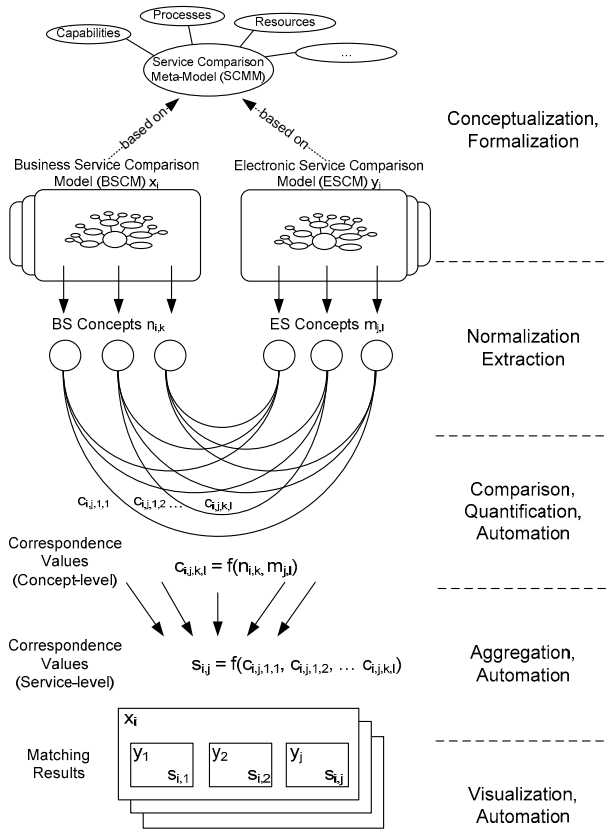 Processes
Capabilities
Resources
...
Service Comparison
Meta-Model (SCMM)
based on
based on
Conceptualization,
Formalization
Business Service Comparison
Model (BSCM) xi
Electronic Service Comparison
Model (ESCM) yj
BS Concepts ni,k
ES Concepts mj,l
Normalization
Extraction
ci,j,1,1
ci,j,1,2 ...
ci,j,k,l
Comparison,
Quantification,
Automation
Correspondence
Values
(Concept-level)
ci,j,k,l = f(ni,k, mj,l)
Correspondence
Values
(Service-level)
si,j = f(ci,j,1,1, ci,j,1,2, ... ci,j,k,l)
Aggregation,
Automation
Matching
Results
xi
y1
si,1
y2
si,2
yj
si,j
Visualization,
Automation